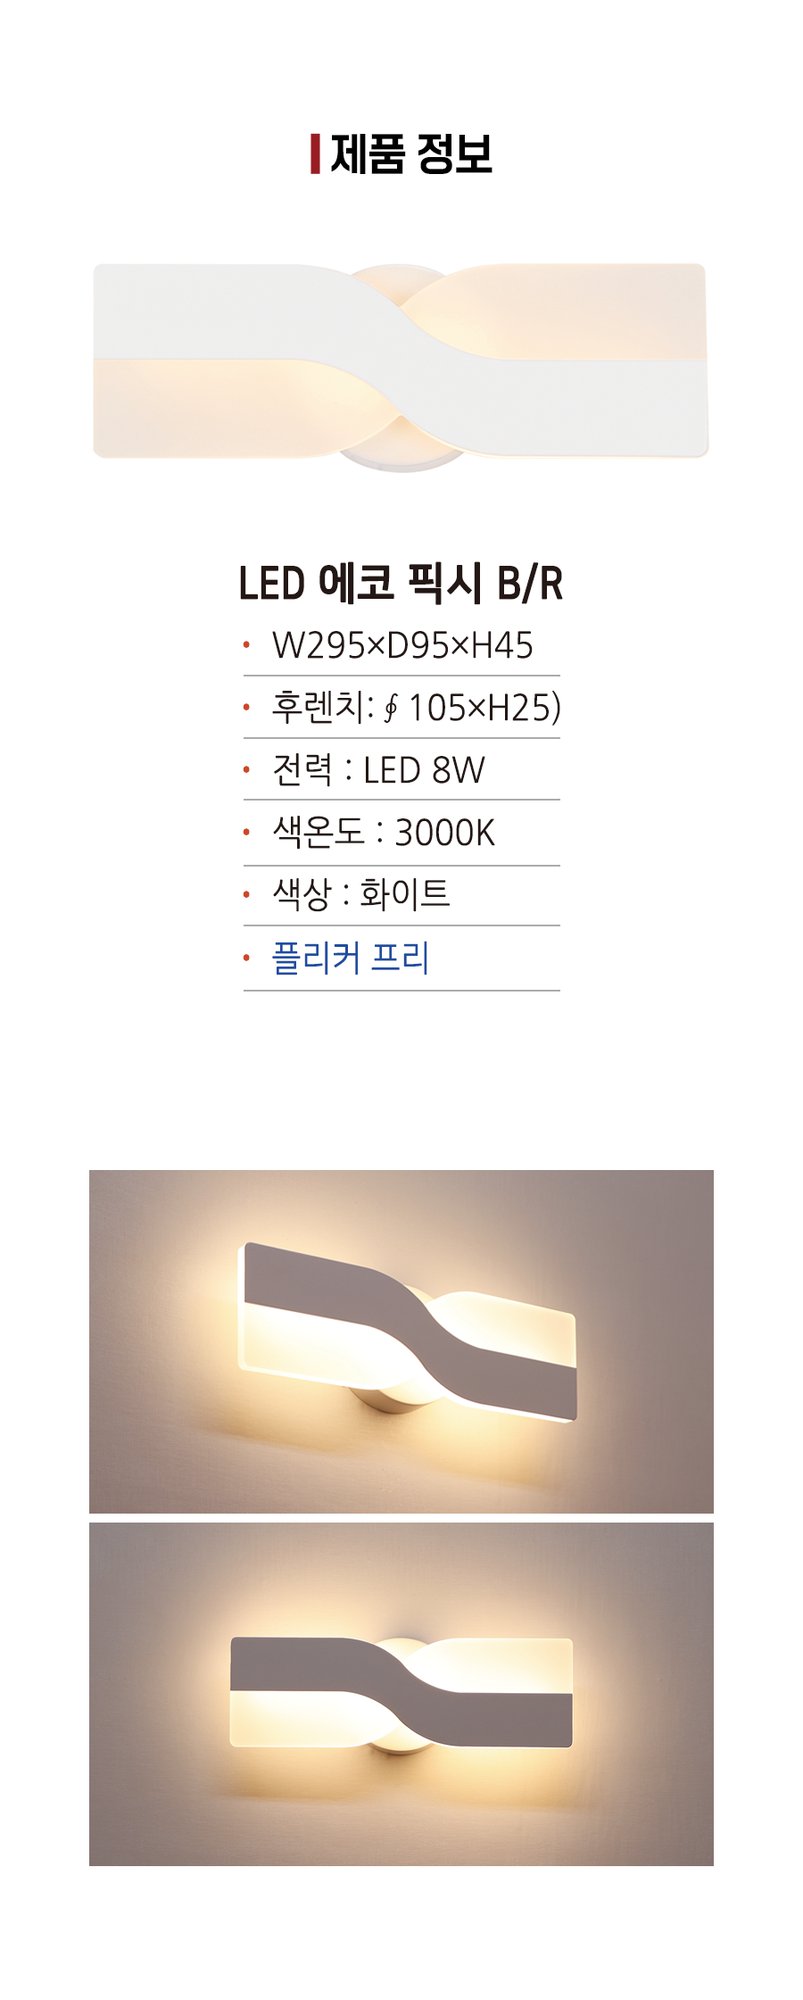 제품 정보
LED 에코 픽시 B/R
• W295×D95×H45
• 후렌치: ∮ 105×H25)
• 전력 : LED 8W
• 색온도 : 3000K
• 색상 : 화이트
• 플리커 프리